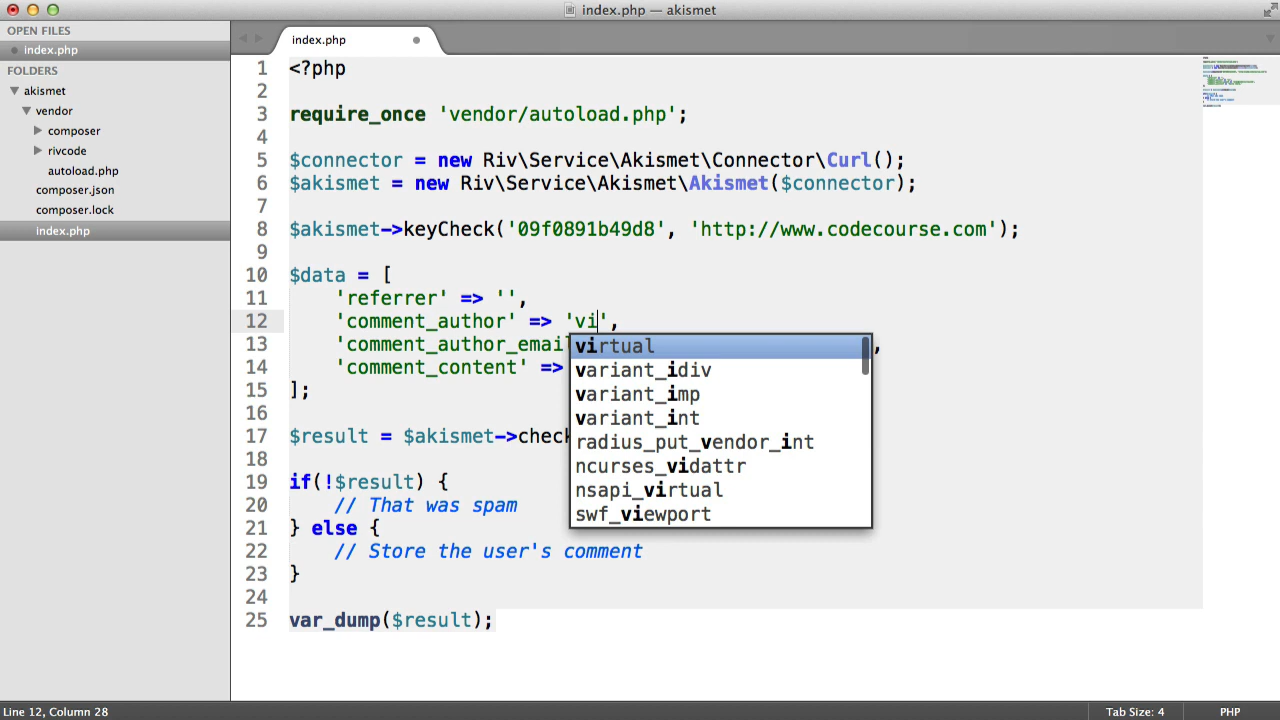 index.php — akismet
OPEN FILES
index.php
FOLDERS
akismet
vendor
composer
rivcode
autoload.php
composer.json
composer.lock
index.php
index.php
1 <?php
2
3 require_once 'vendor/autoload.php';
4
5 $connector = new Riv\Service\Akismet\Connector\Curl();
6 $akismet = new Riv\Service\Akismet\Akismet($connector);
7
8 $akismet->keyCheck('09f0891b49d8', 'http://www.codecourse.com');
9
10 $data = [
11 'referrer' => '',
12 'comment_author' => 'vi',
13 'comment_author_email ,
14 'comment_content' =>
15 ];
16
17 $result = $akismet->check
18
19 if(!$result) {
20 // That was spam
21 } else {
22 // Store the user's comment
23 }
24
25 var_dump($result);
virtual
variant_idiv
variant_imp
variant_int
radius_put_vendor_int
ncurses_vidattr
nsapi_virtual
swf_viewport
Line 12, Column 28
Tab Size: 4
PHP